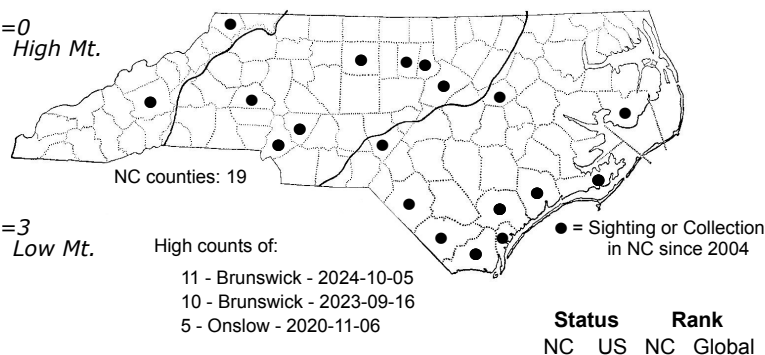 =0
High Mt.
NC counties: 19
=3
Low Mt.
High counts of:
11 - Brunswick - 2024-10-05
10 - Brunswick - 2023-09-16
5 - Onslow - 2020-11-06
● = Sighting or Collection
in NC since 2004
Status Rank
NC US NC Global